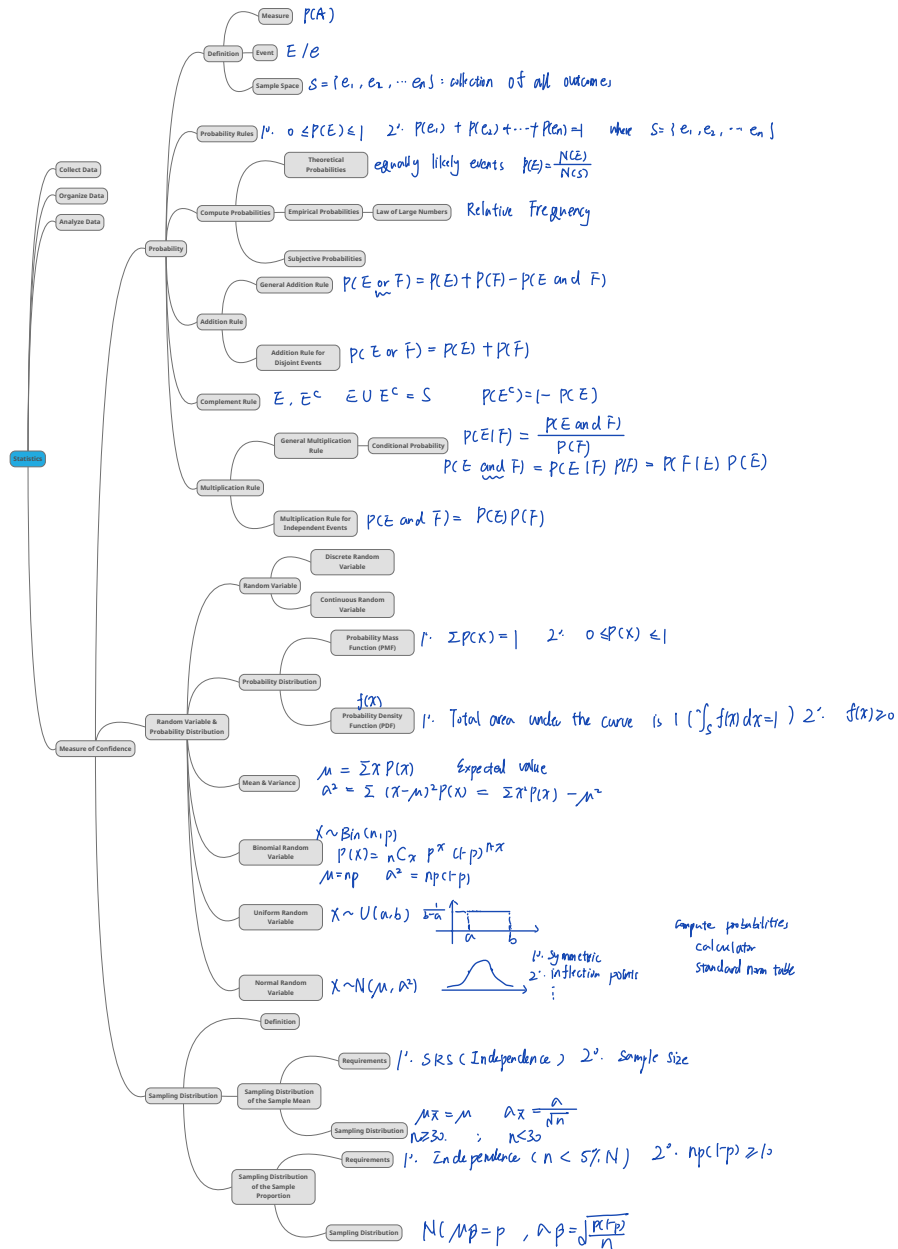 Measure P(A)
Definition Event E / e
Sample Space S = { e₁, e₂, ⋯ eₙ } : collection of all outcomes
Probability Rules 1°. 0 ≤ P(E) ≤ 1 2°. P(e₁) + P(e₂) + ⋯ + P(eₙ) = 1 where S = { e₁, e₂, ⋯ eₙ }
Theoretical
Probabilities
equally likely events P(E) = N(E)/N(S)
Collect Data
Organize Data
Analyze Data
Compute Probabilities Empirical Probabilities Law of Large Numbers Relative Frequency
Probability
Subjective Probabilities
General Addition Rule P(E or F) = P(E) + P(F) - P(E and F)
Addition Rule
Addition Rule for
Disjoint Events
P(E or F) = P(E) + P(F)
Complement Rule E, Eᶜ E ∪ Eᶜ = S P(Eᶜ) = 1 - P(E)
General Multiplication
Rule
Conditional Probability P(E|F) = P(E and F)/P(F)
P(E and F) = P(E|F) P(F) = P(F|E) P(E)
Statistics
Multiplication Rule
Multiplication Rule for
Independent Events
P(E and F) = P(E) P(F)
Discrete Random
Variable
Random Variable
Continuous Random
Variable
Probability Mass
Function (PMF)
1°. Σ P(x) = 1 2°. 0 ≤ P(x) ≤ 1
Probability Distribution
f(x)
Probability Density
Function (PDF)
1°. Total area under the curve is 1 ( ∫ₛ f(x) dx = 1 ) 2°. f(x) ≥ 0
Random Variable &
Probability Distribution
Measure of Confidence
Mean & Variance μ = Σ x P(x) Expected value
σ² = Σ (x-μ)² P(x) = Σ x² P(x) - μ²
Binomial Random
Variable
X ~ Bin(n, p)
P(x) = nCx pˣ (1-p)ⁿ⁻ˣ
μ = np σ² = np(1-p)
Uniform Random
Variable
X ~ U(a,b) 1/(b-a)
a b
compute probabilities
calculator
standard norm table
Normal Random
Variable
X ~ N(μ, σ²)
1°. symmetric
2°. inflection points
⋮
Definition
Sampling Distribution
Sampling Distribution
of the Sample Mean
Requirements 1°. SRS (Independence) 2°. Sample size
Sampling Distribution μx̄ = μ σx̄ = σ/√n
n ≥ 30. ; n < 30
Sampling Distribution
of the Sample
Proportion
Requirements 1°. Independence (n < 5% N) 2°. np(1-p) ≥ 10
Sampling Distribution N( μp̂ = p , σp̂ = √(p(1-p)/n)